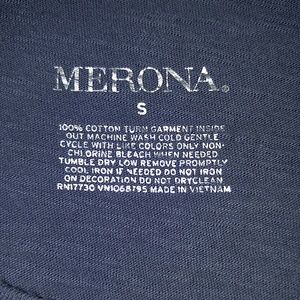 MERONA®
S
100% COTTON TURN GARMENT INSIDE
OUT MACHINE WASH COLD GENTLE
CYCLE WITH LIKE COLORS ONLY NON-
CHLORINE BLEACH WHEN NEEDED
TUMBLE DRY LOW REMOVE PROMPTLY
COOL IRON IF NEEDED DO NOT IRON
ON DECORATION DO NOT DRYCLEAN
RN17730 VN1068795 MADE IN VIETNAM